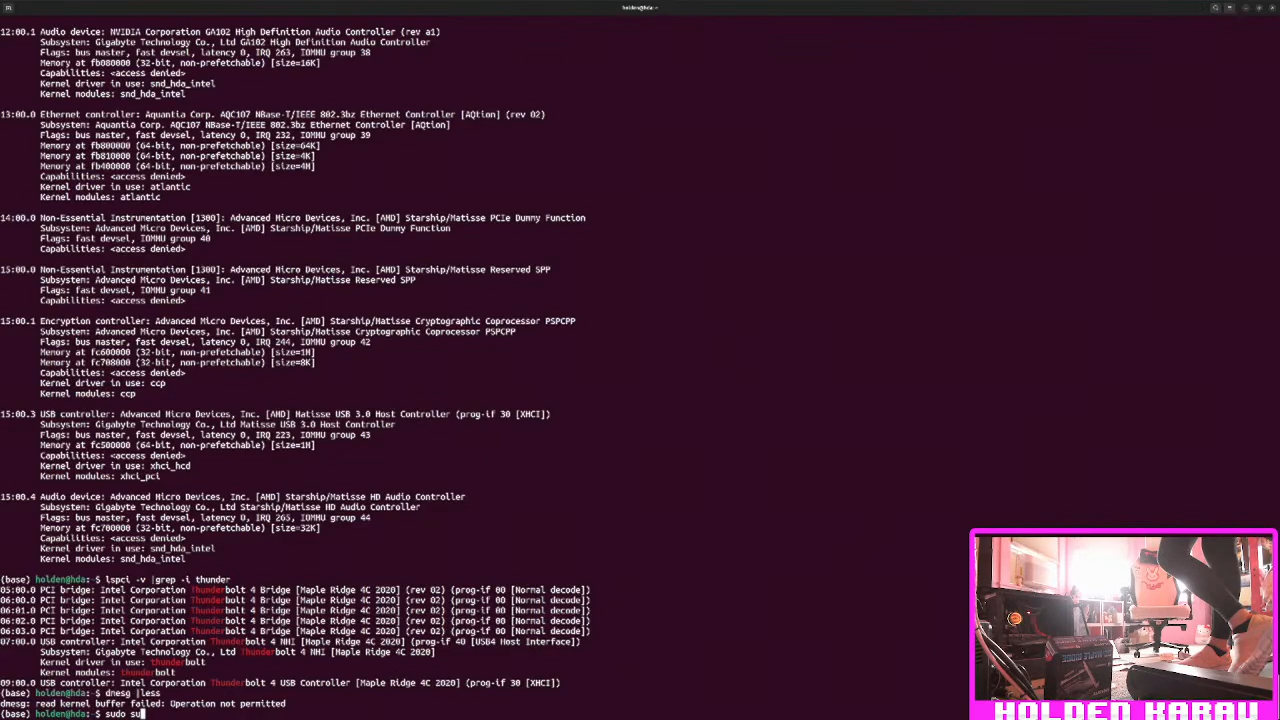 holden@hda: ~
12:00.1 Audio device: NVIDIA Corporation GA102 High Definition Audio Controller (rev a1)
Subsystem: Gigabyte Technology Co., Ltd GA102 High Definition Audio Controller
Flags: bus master, fast devsel, latency 0, IRQ 263, IOMMU group 38
Memory at fb080000 (32-bit, non-prefetchable) [size=16K]
Capabilities: <access denied>
Kernel driver in use: snd_hda_intel
Kernel modules: snd_hda_intel
13:00.0 Ethernet controller: Aquantia Corp. AQC107 NBase-T/IEEE 802.3bz Ethernet Controller [AQtion] (rev 02)
Subsystem: Aquantia Corp. AQC107 NBase-T/IEEE 802.3bz Ethernet Controller [AQtion]
Flags: bus master, fast devsel, latency 0, IRQ 232, IOMMU group 39
Memory at fb800000 (64-bit, non-prefetchable) [size=64K]
Memory at fb810000 (64-bit, non-prefetchable) [size=4K]
Memory at fb400000 (64-bit, non-prefetchable) [size=4M]
Capabilities: <access denied>
Kernel driver in use: atlantic
Kernel modules: atlantic
14:00.0 Non-Essential Instrumentation [1300]: Advanced Micro Devices, Inc. [AMD] Starship/Matisse PCIe Dummy Function
Subsystem: Advanced Micro Devices, Inc. [AMD] Starship/Matisse PCIe Dummy Function
Flags: fast devsel, IOMMU group 40
Capabilities: <access denied>
15:00.0 Non-Essential Instrumentation [1300]: Advanced Micro Devices, Inc. [AMD] Starship/Matisse Reserved SPP
Subsystem: Advanced Micro Devices, Inc. [AMD] Starship/Matisse Reserved SPP
Flags: fast devsel, IOMMU group 41
Capabilities: <access denied>
15:00.1 Encryption controller: Advanced Micro Devices, Inc. [AMD] Starship/Matisse Cryptographic Coprocessor PSPCPP
Subsystem: Advanced Micro Devices, Inc. [AMD] Starship/Matisse Cryptographic Coprocessor PSPCPP
Flags: bus master, fast devsel, latency 0, IRQ 244, IOMMU group 42
Memory at fc600000 (32-bit, non-prefetchable) [size=1M]
Memory at fc708000 (32-bit, non-prefetchable) [size=8K]
Capabilities: <access denied>
Kernel driver in use: ccp
Kernel modules: ccp
15:00.3 USB controller: Advanced Micro Devices, Inc. [AMD] Matisse USB 3.0 Host Controller (prog-if 30 [XHCI])
Subsystem: Gigabyte Technology Co., Ltd Matisse USB 3.0 Host Controller
Flags: bus master, fast devsel, latency 0, IRQ 223, IOMMU group 43
Memory at fc500000 (64-bit, non-prefetchable) [size=1M]
Capabilities: <access denied>
Kernel driver in use: xhci_hcd
Kernel modules: xhci_pci
15:00.4 Audio device: Advanced Micro Devices, Inc. [AMD] Starship/Matisse HD Audio Controller
Subsystem: Gigabyte Technology Co., Ltd Starship/Matisse HD Audio Controller
Flags: bus master, fast devsel, latency 0, IRQ 265, IOMMU group 44
Memory at fc700000 (32-bit, non-prefetchable) [size=32K]
Capabilities: <access denied>
Kernel driver in use: snd_hda_intel
Kernel modules: snd_hda_intel
(base) holden@hda:~$ lspci -v |grep -i thunder
05:00.0 PCI bridge: Intel Corporation Thunderbolt 4 Bridge [Maple Ridge 4C 2020] (rev 02) (prog-if 00 [Normal decode])
06:00.0 PCI bridge: Intel Corporation Thunderbolt 4 Bridge [Maple Ridge 4C 2020] (rev 02) (prog-if 00 [Normal decode])
06:01.0 PCI bridge: Intel Corporation Thunderbolt 4 Bridge [Maple Ridge 4C 2020] (rev 02) (prog-if 00 [Normal decode])
06:02.0 PCI bridge: Intel Corporation Thunderbolt 4 Bridge [Maple Ridge 4C 2020] (rev 02) (prog-if 00 [Normal decode])
06:03.0 PCI bridge: Intel Corporation Thunderbolt 4 Bridge [Maple Ridge 4C 2020] (rev 02) (prog-if 00 [Normal decode])
07:00.0 USB controller: Intel Corporation Thunderbolt 4 NHI [Maple Ridge 4C 2020] (prog-if 40 [USB4 Host Interface])
Subsystem: Gigabyte Technology Co., Ltd Thunderbolt 4 NHI [Maple Ridge 4C 2020]
Kernel driver in use: thunderbolt
Kernel modules: thunderbolt
09:00.0 USB controller: Intel Corporation Thunderbolt 4 USB Controller [Maple Ridge 4C 2020] (prog-if 30 [XHCI])
(base) holden@hda:~$ dmesg |less
dmesg: read kernel buffer failed: Operation not permitted
(base) holden@hda:~$ sudo su
HOLDEN KARAU